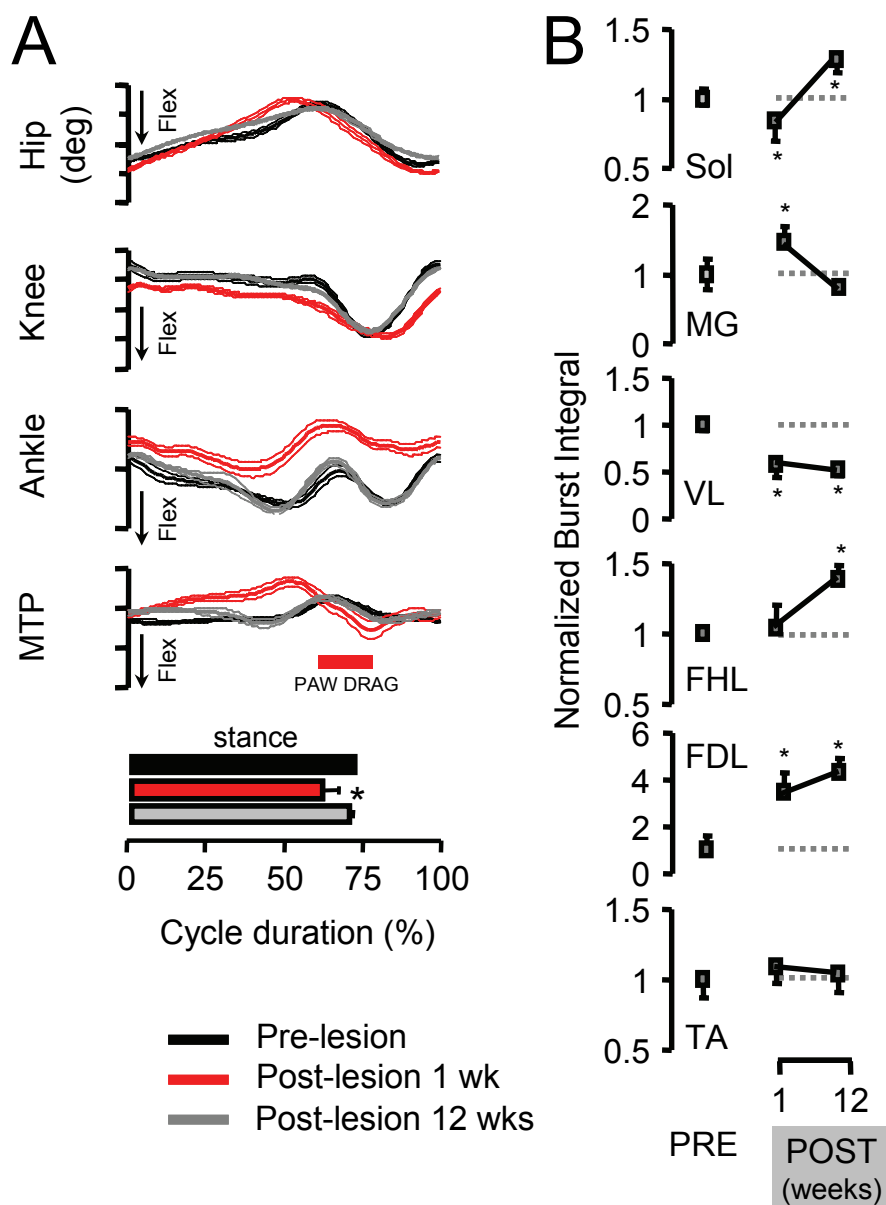 A
Hip
(deg)
Flex
Knee
Flex
Ankle
Flex
MTP
Flex
PAW DRAG
stance
*
0 25 50 75 100
Cycle duration (%)
Pre-lesion
Post-lesion 1 wk
Post-lesion 12 wks
B
Normalized Burst Integral
1.5
1
0.5
Sol
*
*
2
1
0
MG
*
1.5
1
0.5
0
VL
*
*
1.5
1
0.5
FHL
*
6
4
2
0
FDL
*
*
1.5
1
0.5
TA
1 12
PRE
POST
(weeks)